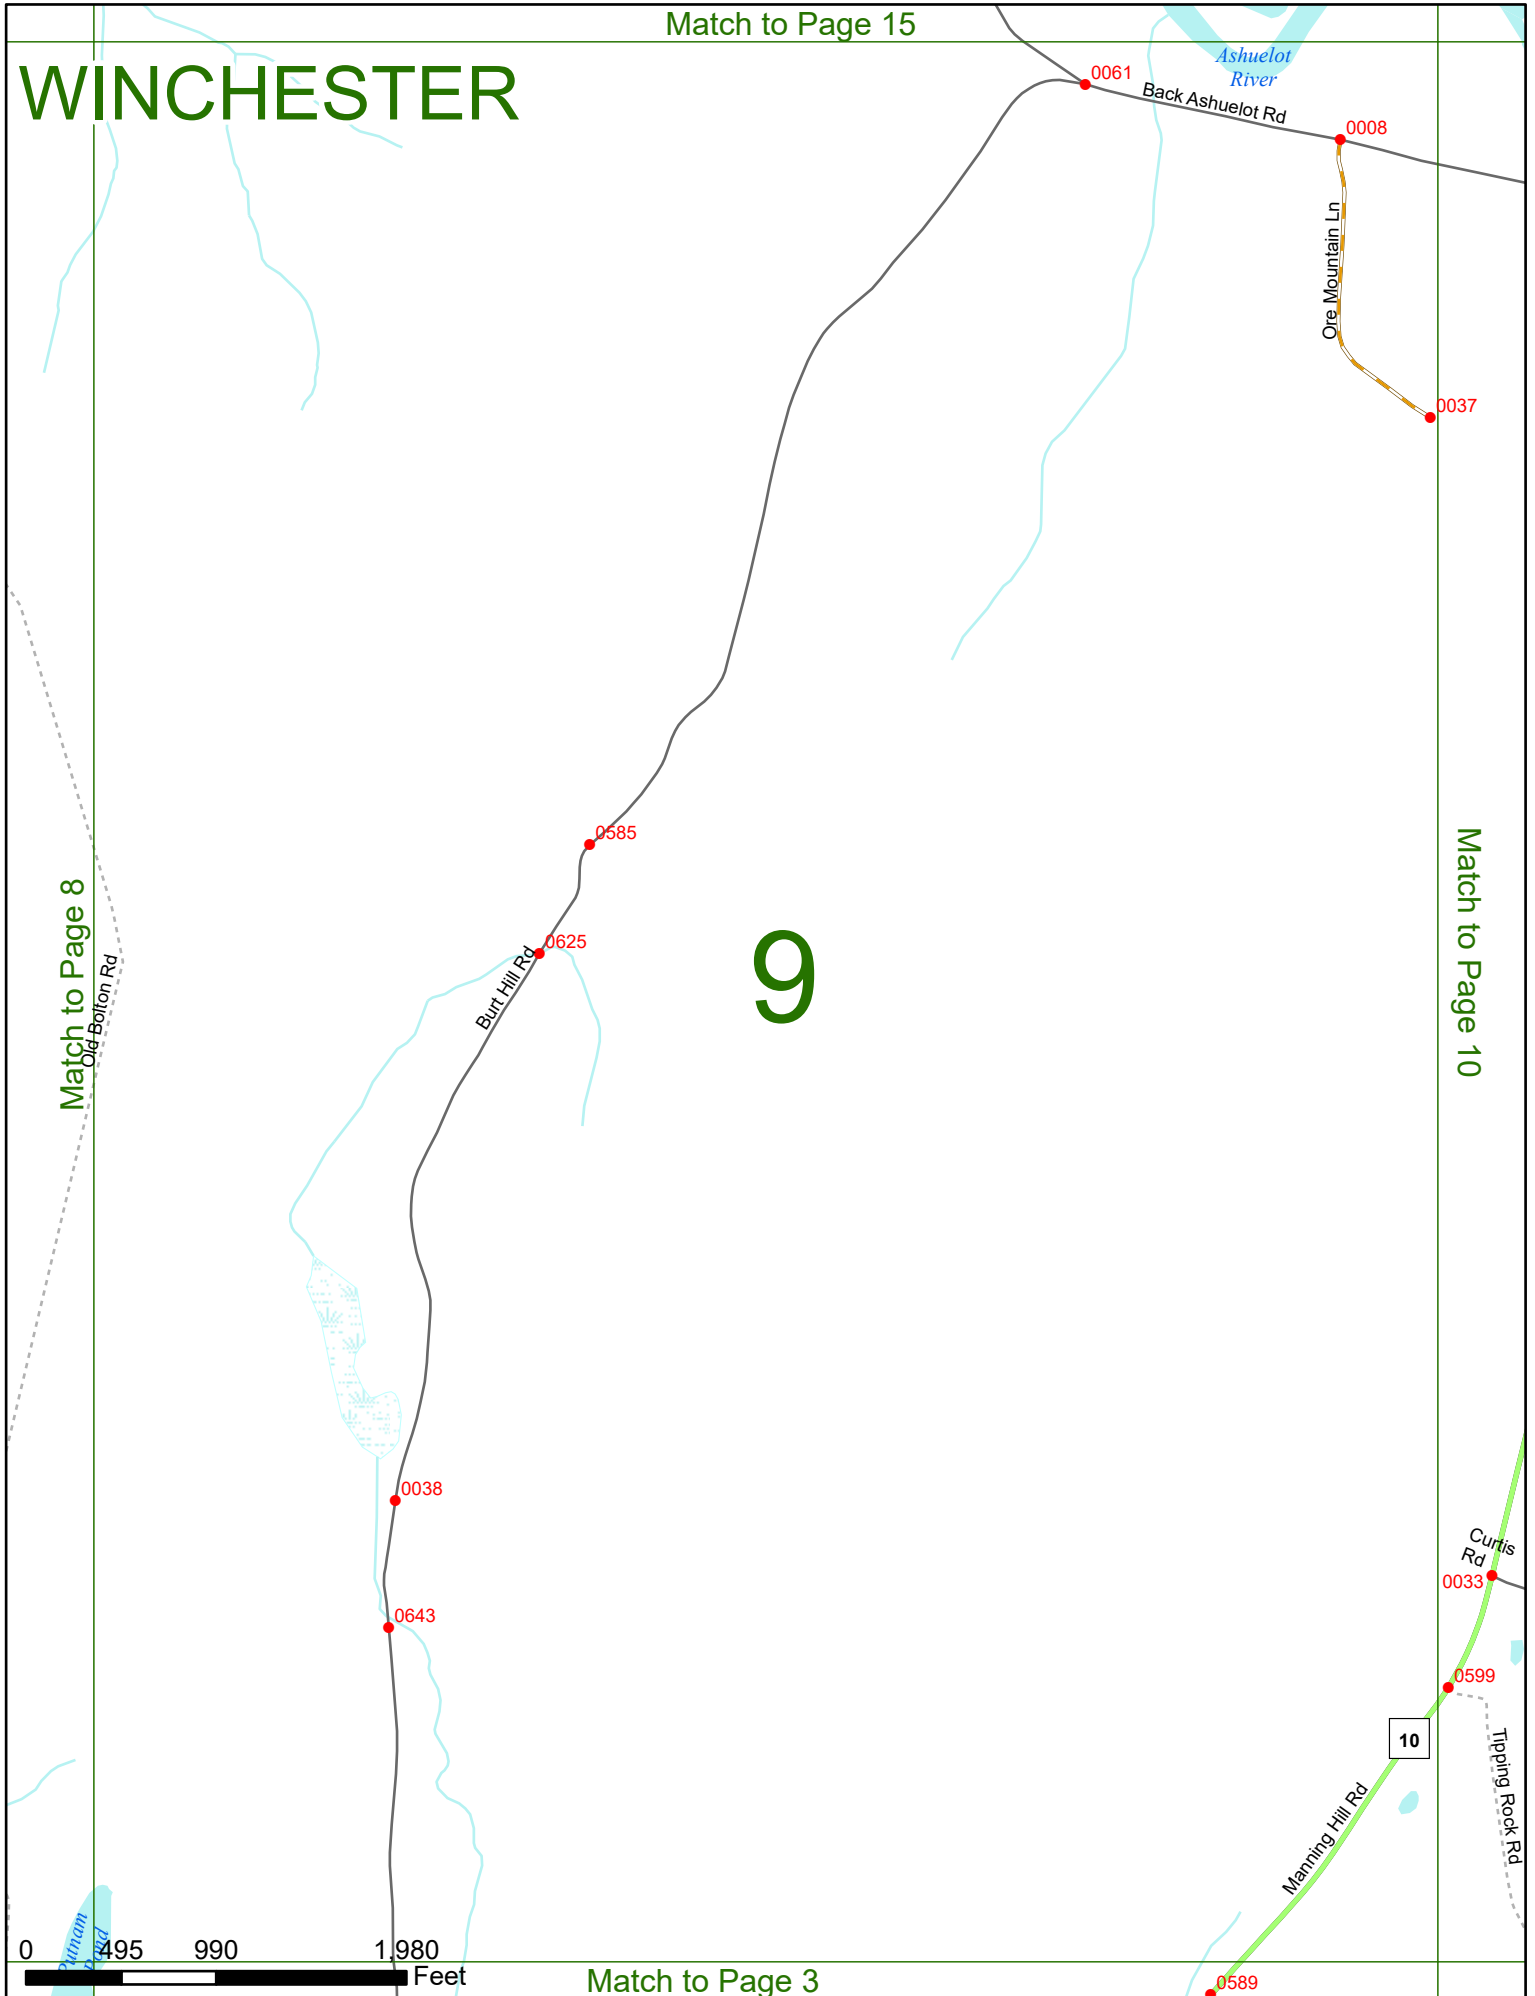 Match to Page 15
WINCHESTER
Ashuelot
River
0061
Back Ashuelot Rd
0008
Ore Mountain Ln
0037
0585
Match to Page 8
Old Bolton Rd
0625
Burt Hill Rd
9
Match to Page 10
0038
Curtis
Rd
0033
0643
0599
10
Tipping Rock Rd
Manning Hill Rd
Putnam
Pond
0 495 990 1,980
Feet
Match to Page 3
0589